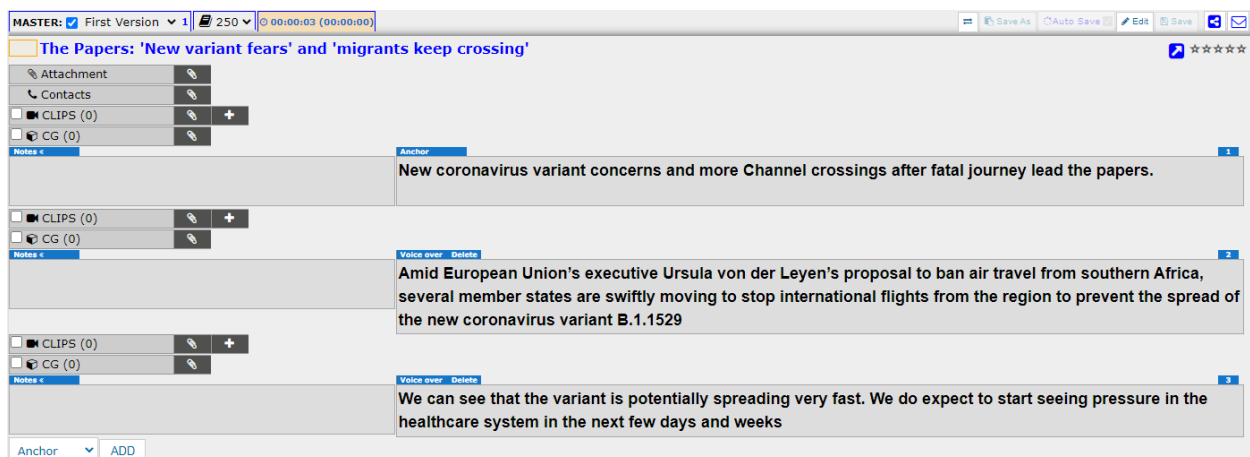 MASTER: First Version 1 250 00:00:03 (00:00:00) Save As Auto Save Edit Save
The Papers: 'New variant fears' and 'migrants keep crossing'
Attachment
Contacts
CLIPS (0)
CG (0)
Notes < Anchor 1
New coronavirus variant concerns and more Channel crossings after fatal journey lead the papers.
CLIPS (0)
CG (0)
Notes < Voice over Delete 2
Amid European Union’s executive Ursula von der Leyen’s proposal to ban air travel from southern Africa,
several member states are swiftly moving to stop international flights from the region to prevent the spread of
the new coronavirus variant B.1.1529
CLIPS (0)
CG (0)
Notes < Voice over Delete 3
We can see that the variant is potentially spreading very fast. We do expect to start seeing pressure in the
healthcare system in the next few days and weeks
Anchor ADD